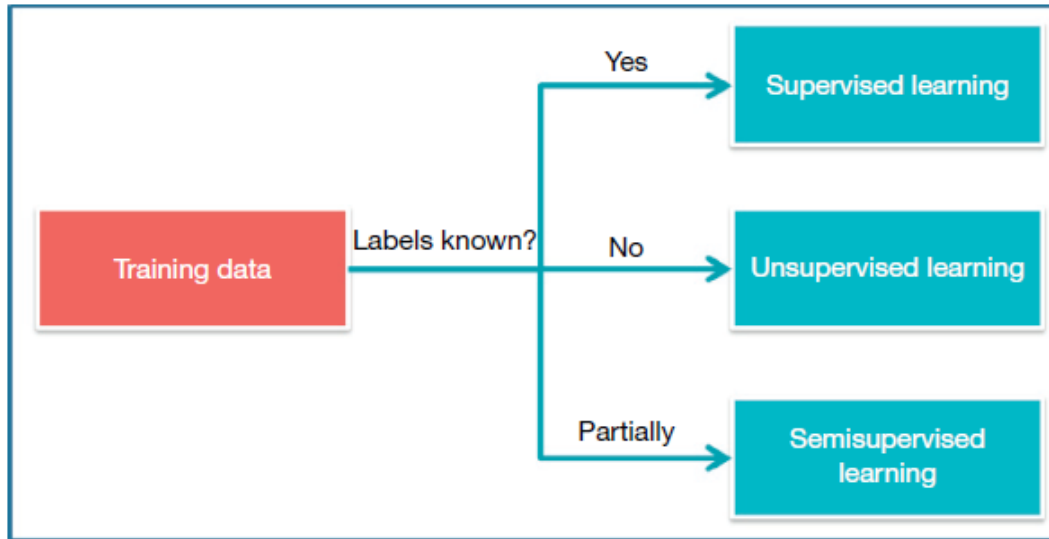 Training data
Labels known?
Yes
Supervised learning
No
Unsupervised learning
Partially
Semisupervised
learning